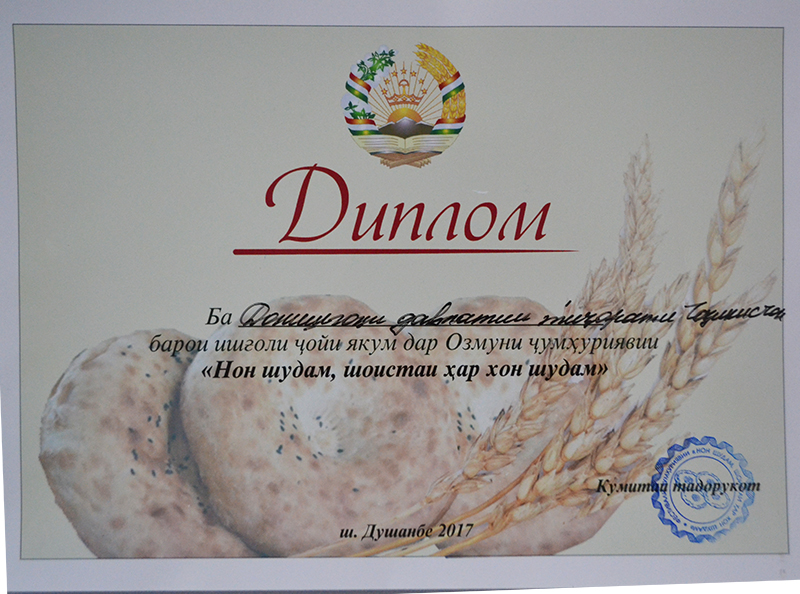 Диплом
Ба Донишгоҳи давлатии тиҷорати Тоҷикистон
барои ишғоли ҷойи якум дар Озмуни ҷумҳуриявии
«Нон шудам, шоистаи ҳар хон шудам»
Кумитаи тадорукот
ш. Душанбе 2017